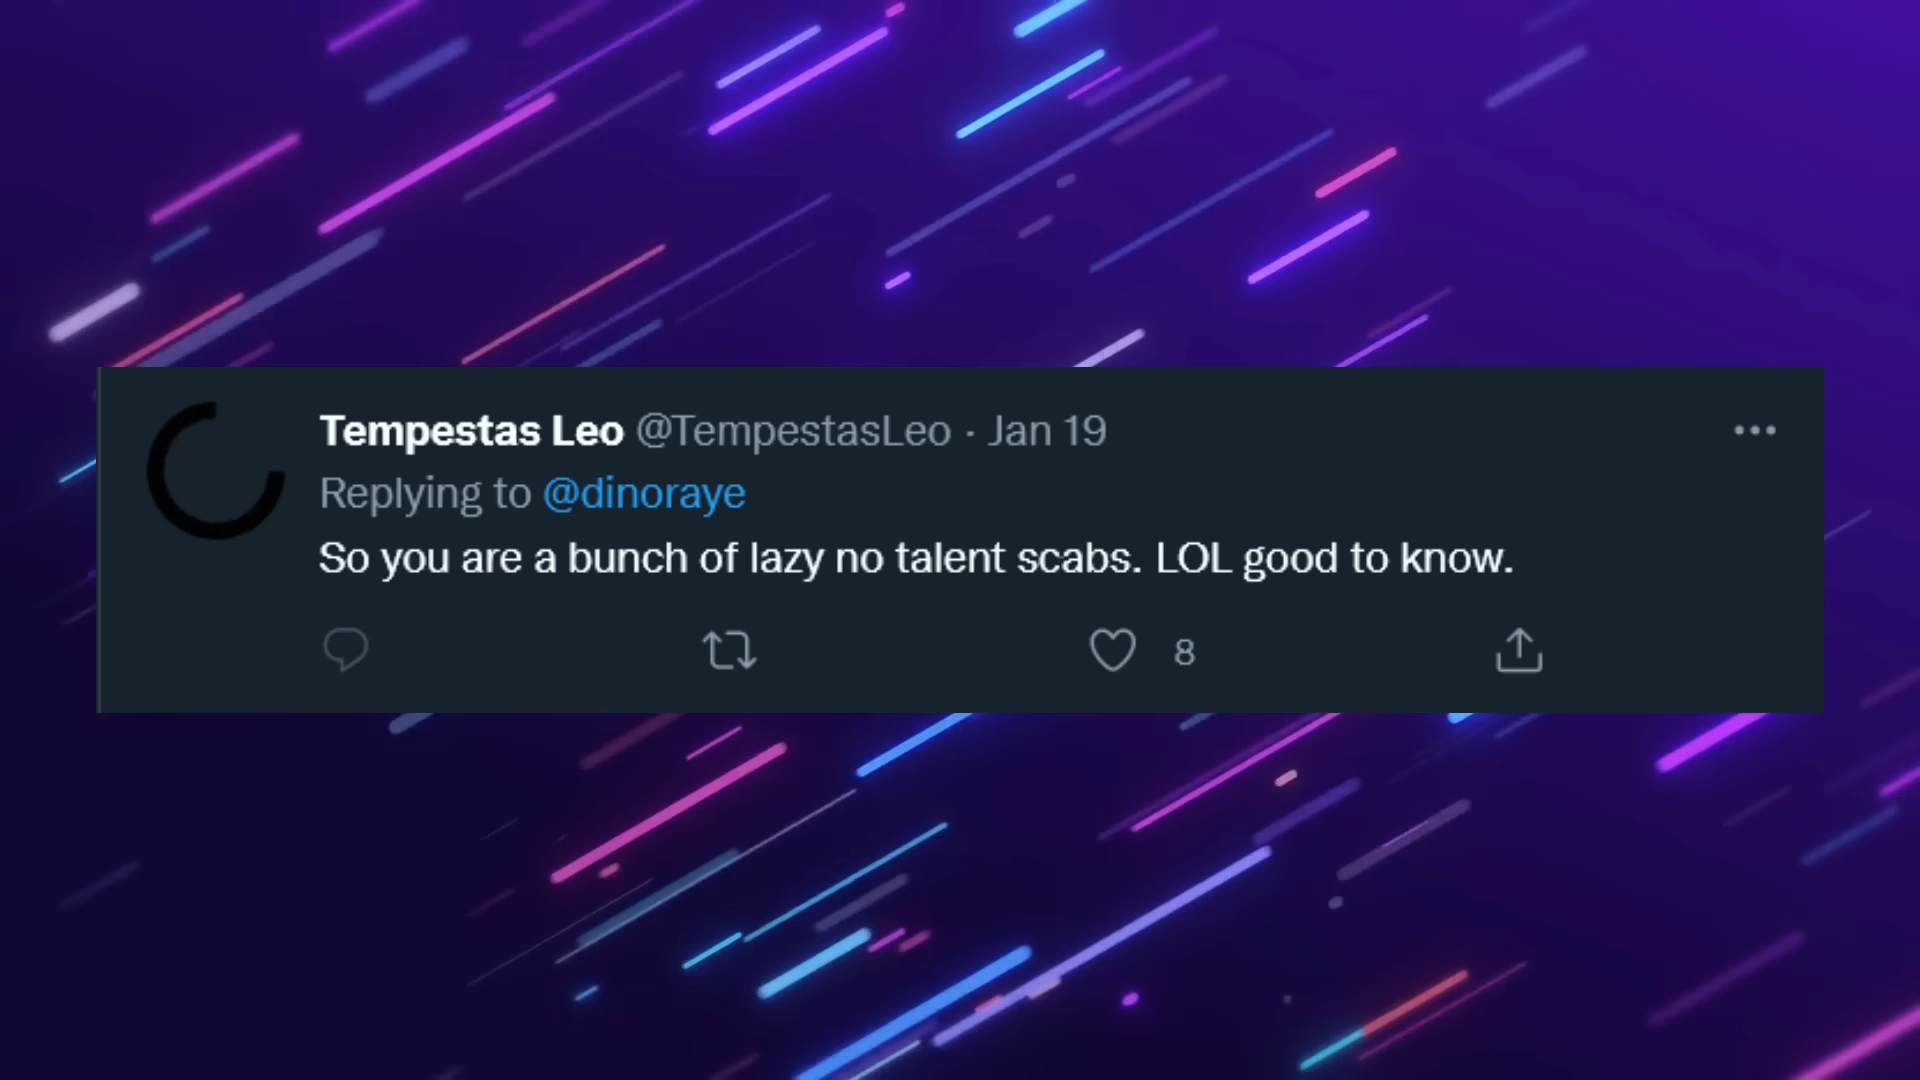 Tempestas Leo @TempestasLeo · Jan 19
Replying to @dinoraye
So you are a bunch of lazy no talent scabs. LOL good to know.
8